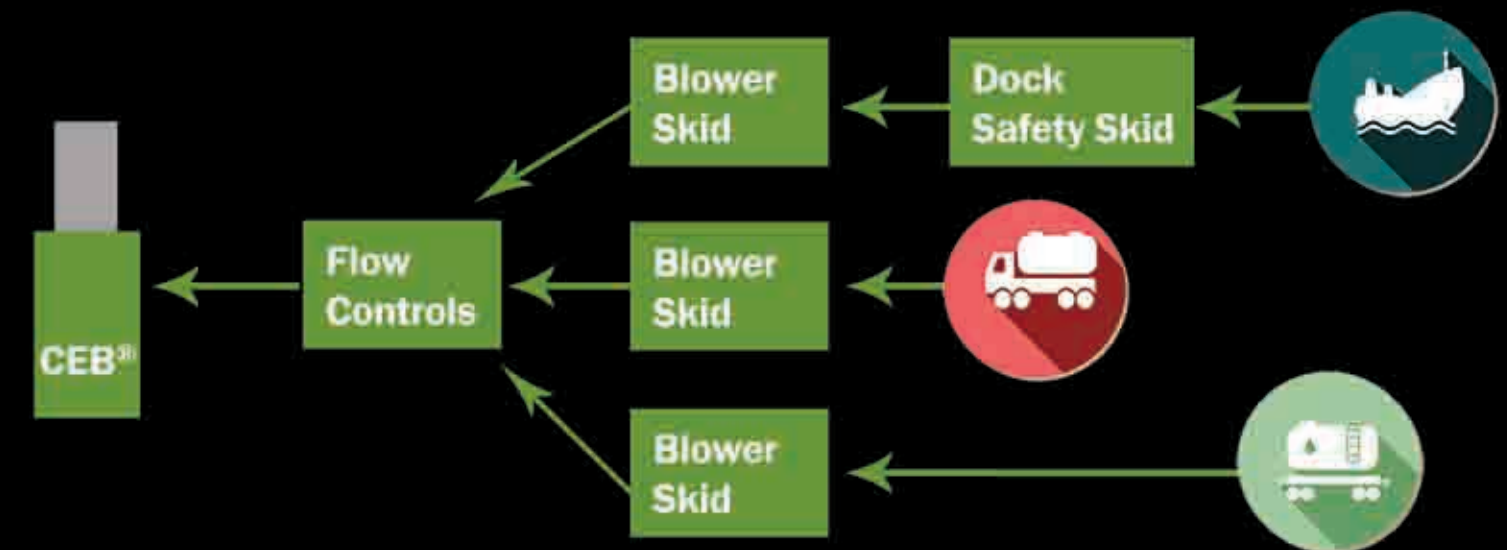 Blower
Skid
Dock
Safety Skid
Flow
Controls
Blower
Skid
CEB®
Blower
Skid